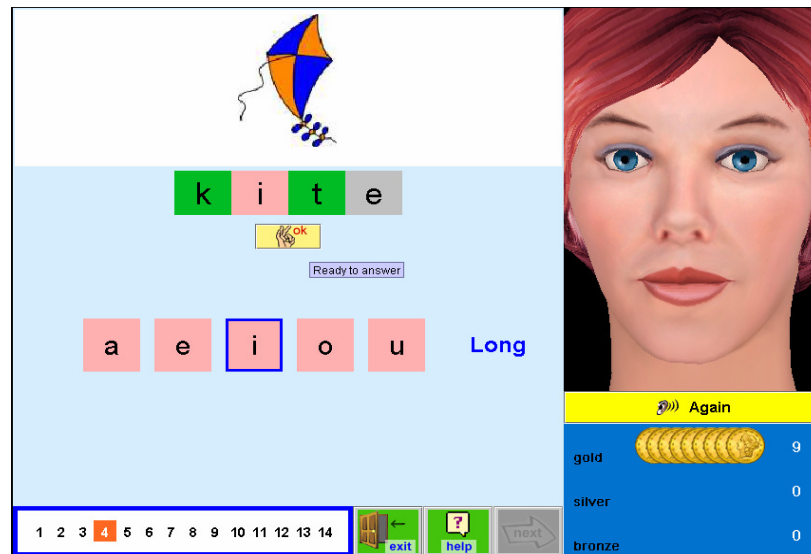 k i t e
ok
Ready to answer
a e i o u Long
Again
gold 9
silver 0
bronze 0
1 2 3 4 5 6 7 8 9 10 11 12 13 14
← exit
? help
next